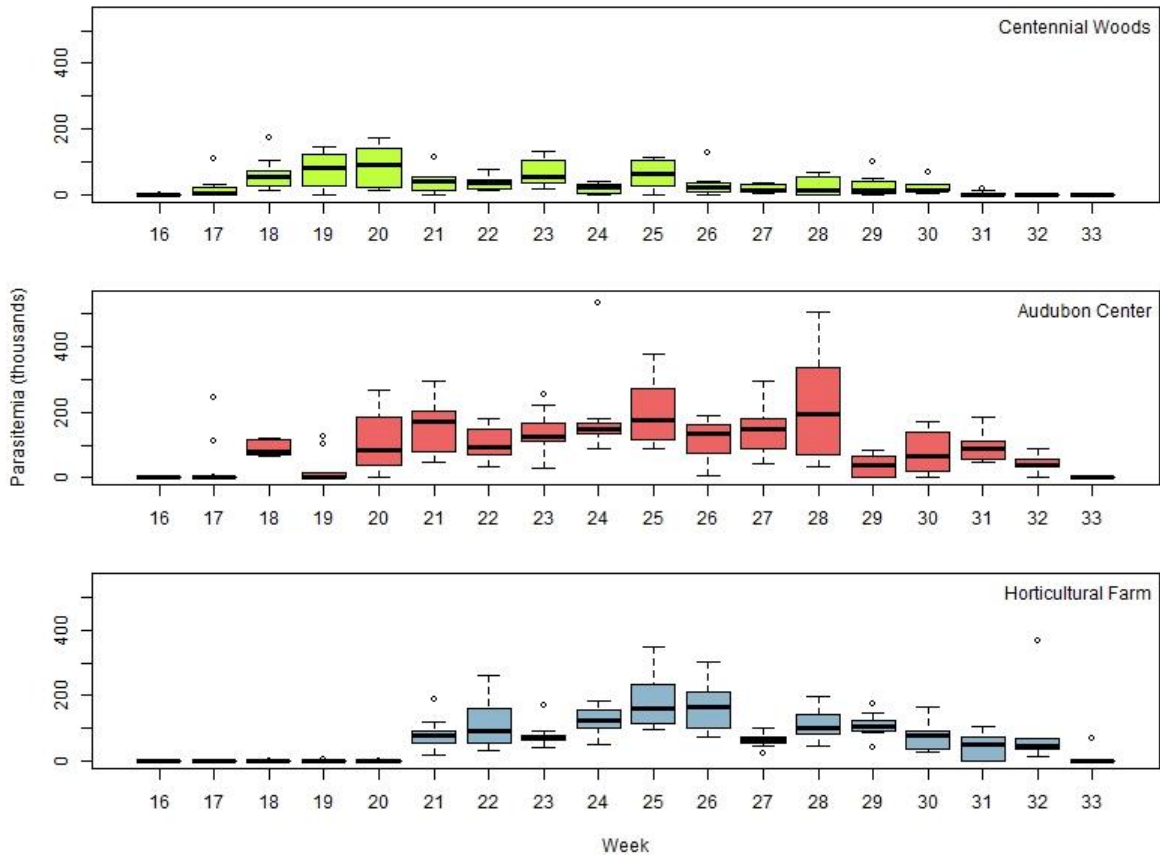 Centennial Woods
400
200
0
16 17 18 19 20 21 22 23 24 25 26 27 28 29 30 31 32 33
Parasitemia (thousands)
Audubon Center
400
200
0
16 17 18 19 20 21 22 23 24 25 26 27 28 29 30 31 32 33
Horticultural Farm
400
200
0
16 17 18 19 20 21 22 23 24 25 26 27 28 29 30 31 32 33
Week